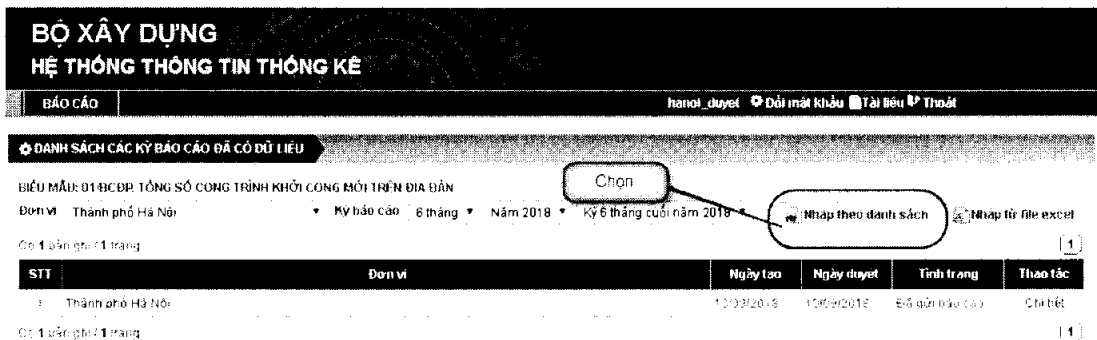 BỘ XÂY DỰNG
HỆ THỐNG THÔNG TIN THỐNG KÊ
BÁO CÁO hanoi_duyet Đổi mật khẩu Tài liệu Thoát
DANH SÁCH CÁC KỲ BÁO CÁO ĐÃ CÓ DỮ LIỆU
BIỂU MẪU: 01/BCĐP. TỔNG SỐ CÔNG TRÌNH KHỞI CÔNG MỚI TRÊN ĐỊA BÀN
Chọn
Đơn vị Thành phố Hà Nội Kỳ báo cáo 6 tháng Năm 2018 Kỳ 6 tháng cuối năm 2018 Nhập theo danh sách Nhập từ file excel
Có 1 bản ghi / 1 trang 1
STT Đơn vị Ngày tạo Ngày duyệt Tình trạng Thao tác
Thành phố Hà Nội Đã gửi báo cáo Chi tiết
Có 1 bản ghi / 1 trang 1